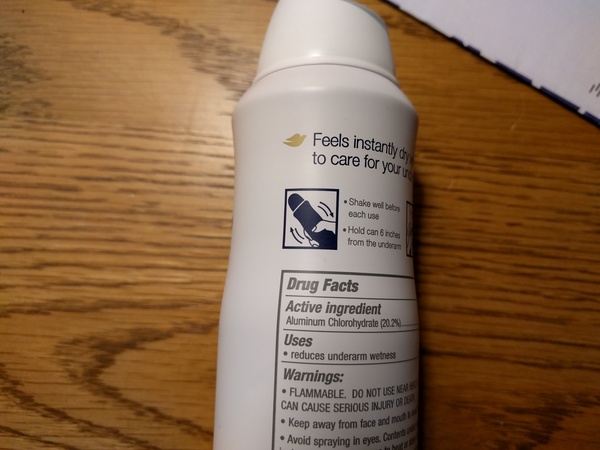 Feels instantly dry
to care for your
• Shake well before
each use
• Hold can 6 inches
from the underarm
Drug Facts
Active ingredient
Aluminum Chlorohydrate (20.2%)
Uses
• reduces underarm wetness
Warnings:
• FLAMMABLE. DO NOT USE NEAR
CAN CAUSE SERIOUS INJURY OR DEATH.
• Keep away from face and mouth to
• Avoid spraying in eyes. Contents